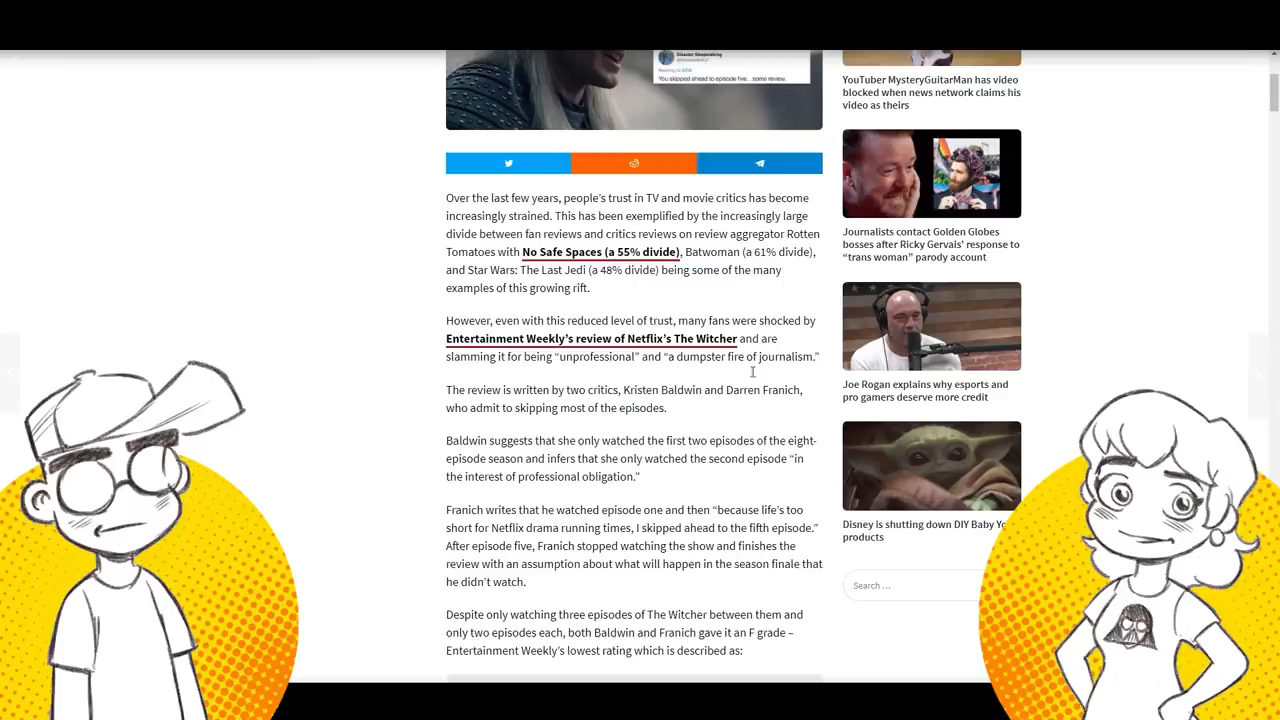 You skipped ahead to episode five...some review.
Over the last few years, people's trust in TV and movie critics has become
increasingly strained. This has been exemplified by the increasingly large
divide between fan reviews and critics reviews on review aggregator Rotten
Tomatoes with No Safe Spaces (a 55% divide), Batwoman (a 61% divide),
and Star Wars: The Last Jedi (a 48% divide) being some of the many
examples of this growing rift.
However, even with this reduced level of trust, many fans were shocked by
Entertainment Weekly's review of Netflix's The Witcher and are
slamming it for being “unprofessional” and “a dumpster fire of journalism.”
The review is written by two critics, Kristen Baldwin and Darren Franich,
who admit to skipping most of the episodes.
Baldwin suggests that she only watched the first two episodes of the eight-
episode season and infers that she only watched the second episode “in
the interest of professional obligation.”
Franich writes that he watched episode one and then “because life's too
short for Netflix drama running times, I skipped ahead to the fifth episode.”
After episode five, Franich stopped watching the show and finishes the
review with an assumption about what will happen in the season finale that
he didn't watch.
Despite only watching three episodes of The Witcher between them and
only two episodes each, both Baldwin and Franich gave it an F grade –
Entertainment Weekly's lowest rating which is described as:
YouTuber MysteryGuitarMan has video
blocked when news network claims his
video as theirs
Journalists contact Golden Globes
bosses after Ricky Gervais' response to
“trans woman” parody account
Joe Rogan explains why esports and
pro gamers deserve more credit
Disney is shutting down DIY Baby Yo
products
Search …